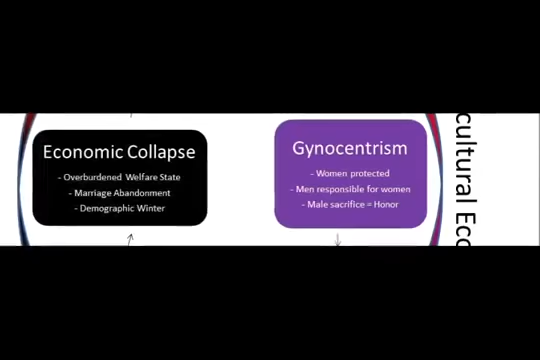 Economic Collapse
- Overburdened Welfare State
- Marriage Abandonment
- Demographic Winter
Gynocentrism
- Women protected
- Men responsible for women
- Male sacrifice = Honor
cultural